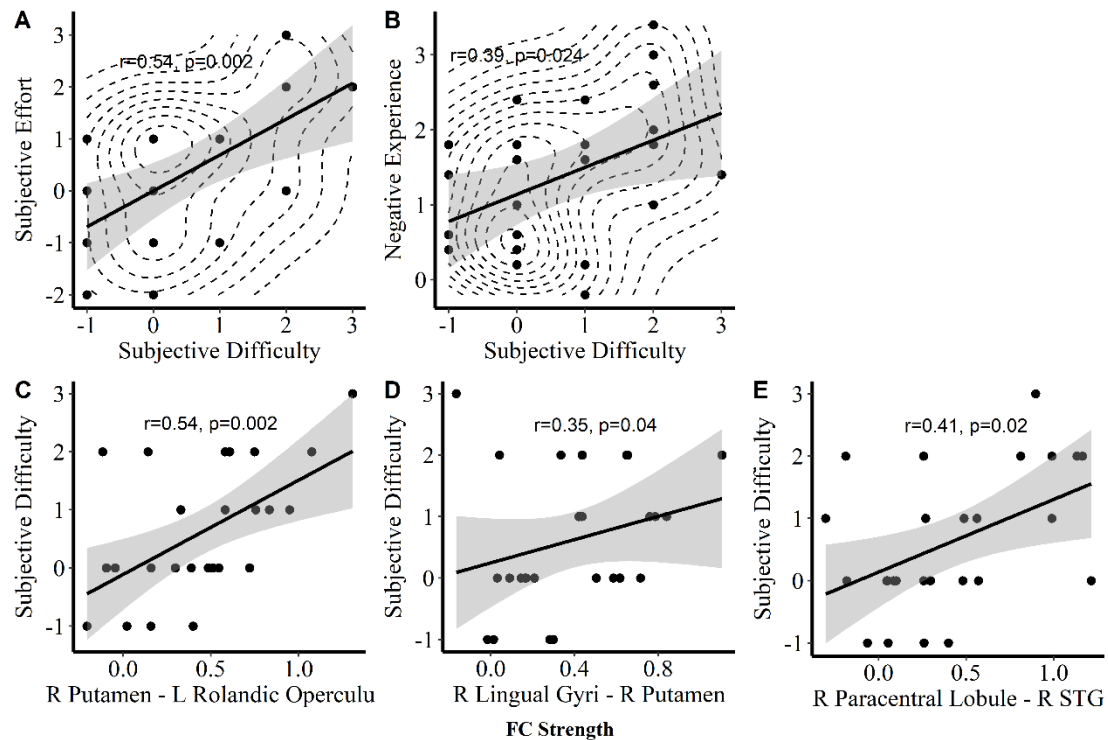 A
r=0.54, p=0.002
Subjective Effort
3
2
1
0
-1
-2
-1 0 1 2 3
Subjective Difficulty
B
r=0.39, p=0.024
Negative Experience
3
2
1
0
-1 0 1 2 3
Subjective Difficulty
C
r=0.54, p=0.002
Subjective Difficulty
3
2
1
0
-1
0.0 0.5 1.0
R Putamen - L Rolandic Operculu
D
r=0.35, p=0.04
Subjective Difficulty
3
2
1
0
-1
0.0 0.4 0.8
R Lingual Gyri - R Putamen
E
r=0.41, p=0.02
Subjective Difficulty
3
2
1
0
-1
0.0 0.5 1.0
R Paracentral Lobule - R STG
FC Strength